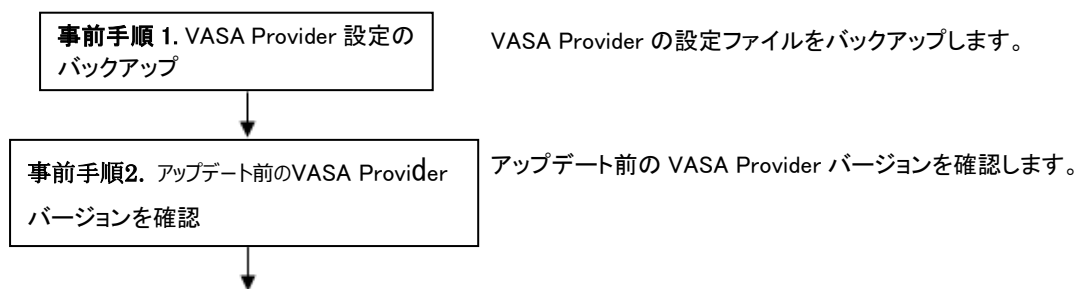 事前手順 1. VASA Provider 設定の
バックアップ
VASA Provider の設定ファイルをバックアップします。
事前手順2. アップデート前のVASA Provider
バージョンを確認
アップデート前の VASA Provider バージョンを確認します。